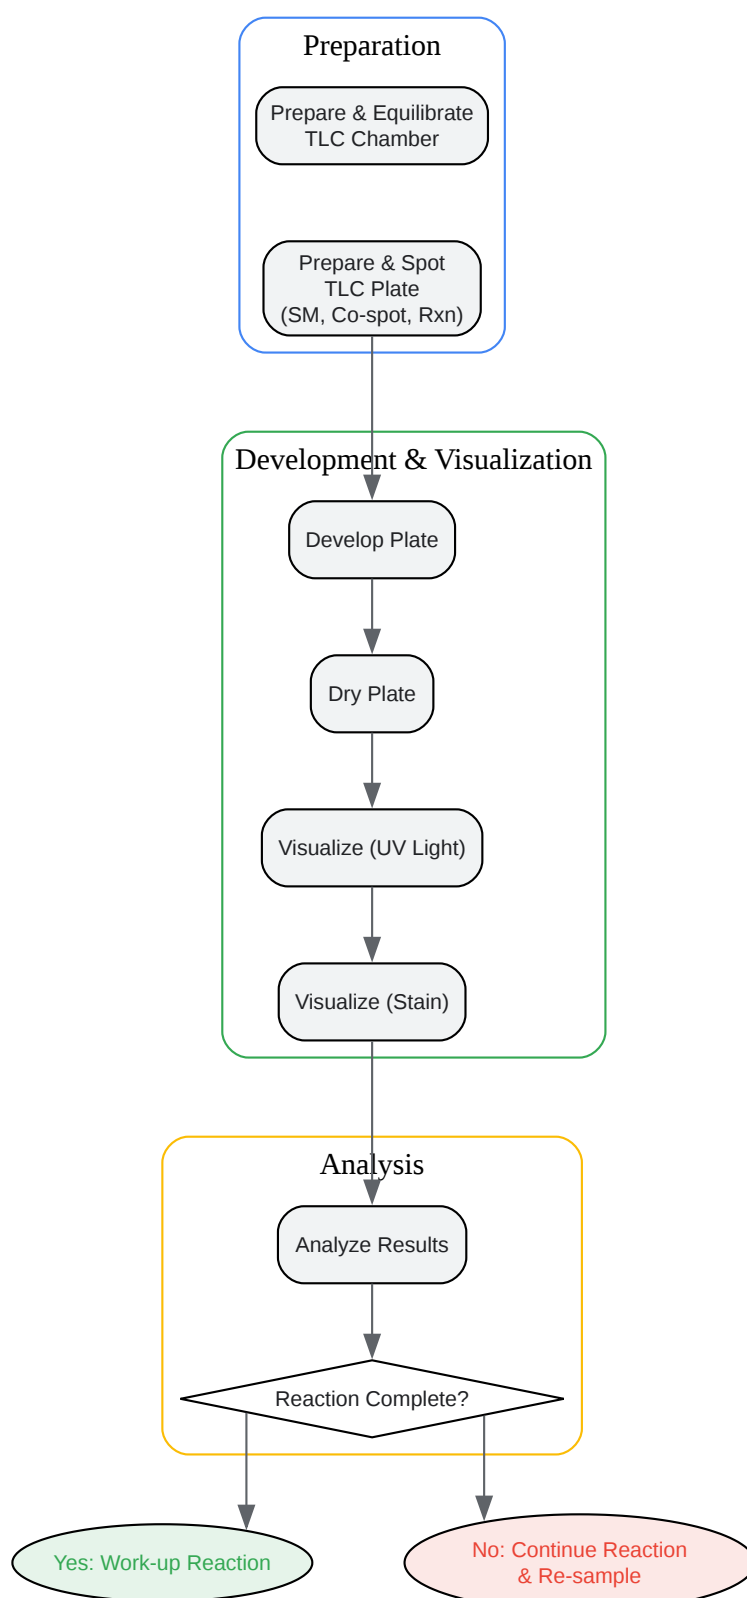 Preparation
Prepare & Equilibrate
TLC Chamber
Prepare & Spot
TLC Plate
(SM, Co-spot, Rxn)
Development & Visualization
Develop Plate
Dry Plate
Visualize (UV Light)
Visualize (Stain)
Analysis
Analyze Results
Reaction Complete?
Yes: Work-up Reaction
No: Continue Reaction
& Re-sample